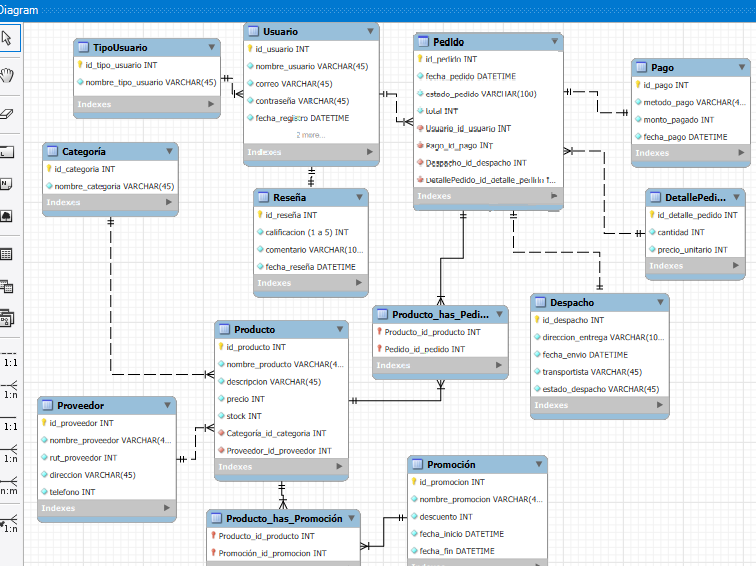 Diagram
TipoUsuario
id_tipo_usuario INT
nombre_tipo_usuario VARCHAR(45)
Indexes
Usuario
id_usuario INT
nombre_usuario VARCHAR(45)
correo VARCHAR(45)
contraseña VARCHAR(45)
fecha_registro DATETIME
2 more...
Indexes
Pedido
id_pedido INT
fecha_pedido DATETIME
estado_pedido VARCHAR(100)
total INT
Usuario_id_usuario INT
Pago_id_pago INT
Despacho_id_despacho INT
DetallePedido_id_detalle_pedido I...
Indexes
Pago
id_pago INT
metodo_pago VARCHAR(4...
monto_pagado INT
fecha_pago DATETIME
Indexes
Categoría
id_categoria INT
nombre_categoria VARCHAR(45)
Indexes
Reseña
id_reseña INT
calificacion (1 a 5) INT
comentario VARCHAR(10...
fecha_reseña DATETIME
Indexes
DetallePedi...
id_detalle_pedido INT
cantidad INT
precio_unitario INT
Indexes
Producto_has_Pedi...
Producto_id_producto INT
Pedido_id_pedido INT
Indexes
Despacho
id_despacho INT
direccion_entrega VARCHAR(10...
fecha_envio DATETIME
transportista VARCHAR(45)
estado_despacho VARCHAR(45)
Indexes
Producto
id_producto INT
nombre_producto VARCHAR(4...
descripcion VARCHAR(45)
precio INT
stock INT
Categoría_id_categoria INT
Proveedor_id_proveedor INT
Indexes
Proveedor
id_proveedor INT
nombre_proveedor VARCHAR(4...
rut_proveedor INT
direccion VARCHAR(45)
telefono INT
Indexes
Promoción
id_promocion INT
nombre_promocion VARCHAR(4...
descuento INT
fecha_inicio DATETIME
fecha_fin DATETIME
Producto_has_Promoción
Producto_id_producto INT
Promoción_id_promocion INT
1:1
1:n
1:1
1:n
n:m
1:n